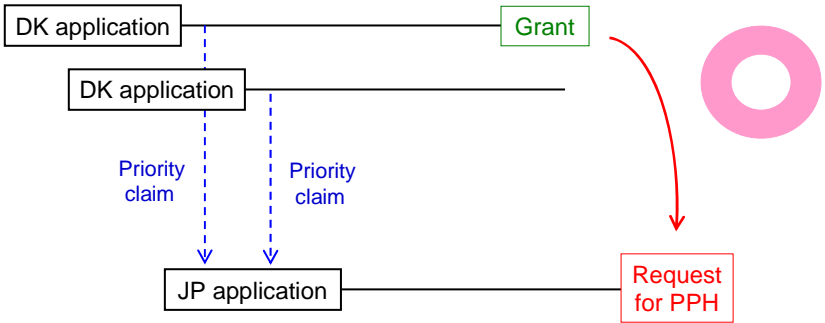 DK application
Grant
DK application
Priority
claim
Priority
claim
JP application
Request
for PPH